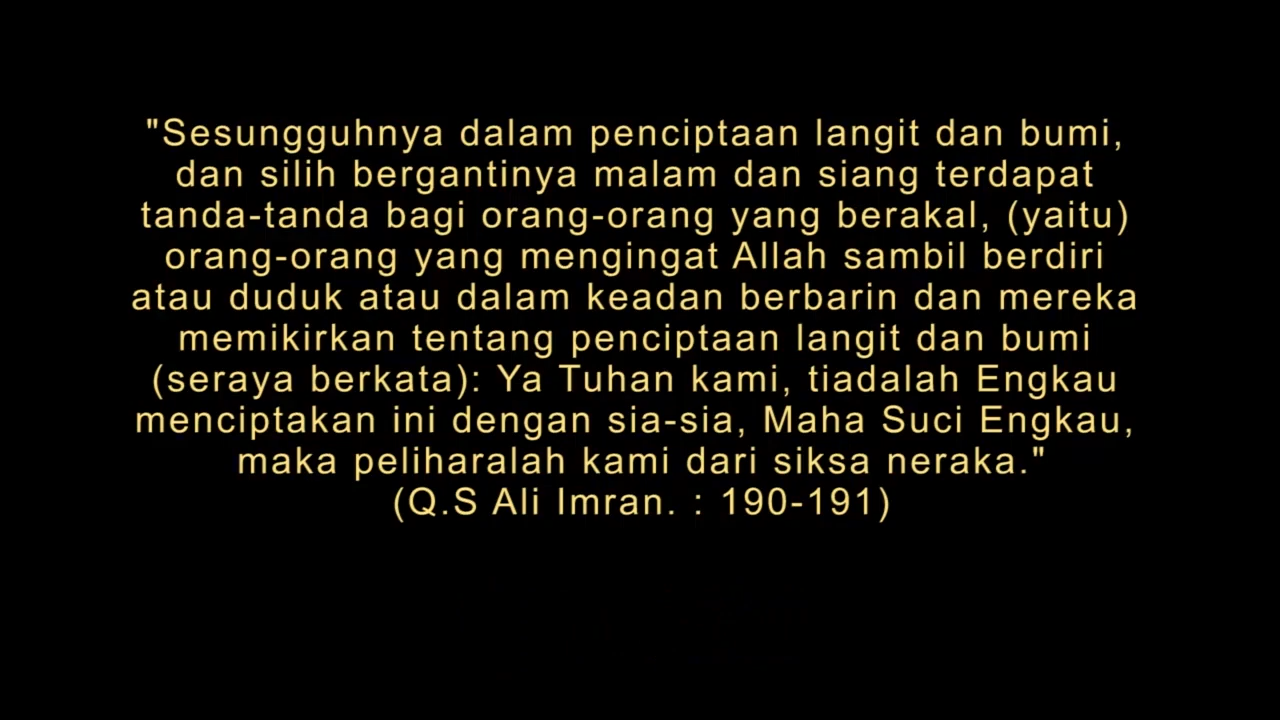 "Sesungguhnya dalam penciptaan langit dan bumi,
dan silih bergantinya malam dan siang terdapat
tanda-tanda bagi orang-orang yang berakal, (yaitu)
orang-orang yang mengingat Allah sambil berdiri
atau duduk atau dalam keadan berbarin dan mereka
memikirkan tentang penciptaan langit dan bumi
(seraya berkata): Ya Tuhan kami, tiadalah Engkau
menciptakan ini dengan sia-sia, Maha Suci Engkau,
maka peliharalah kami dari siksa neraka."
(Q.S Ali Imran. : 190-191)